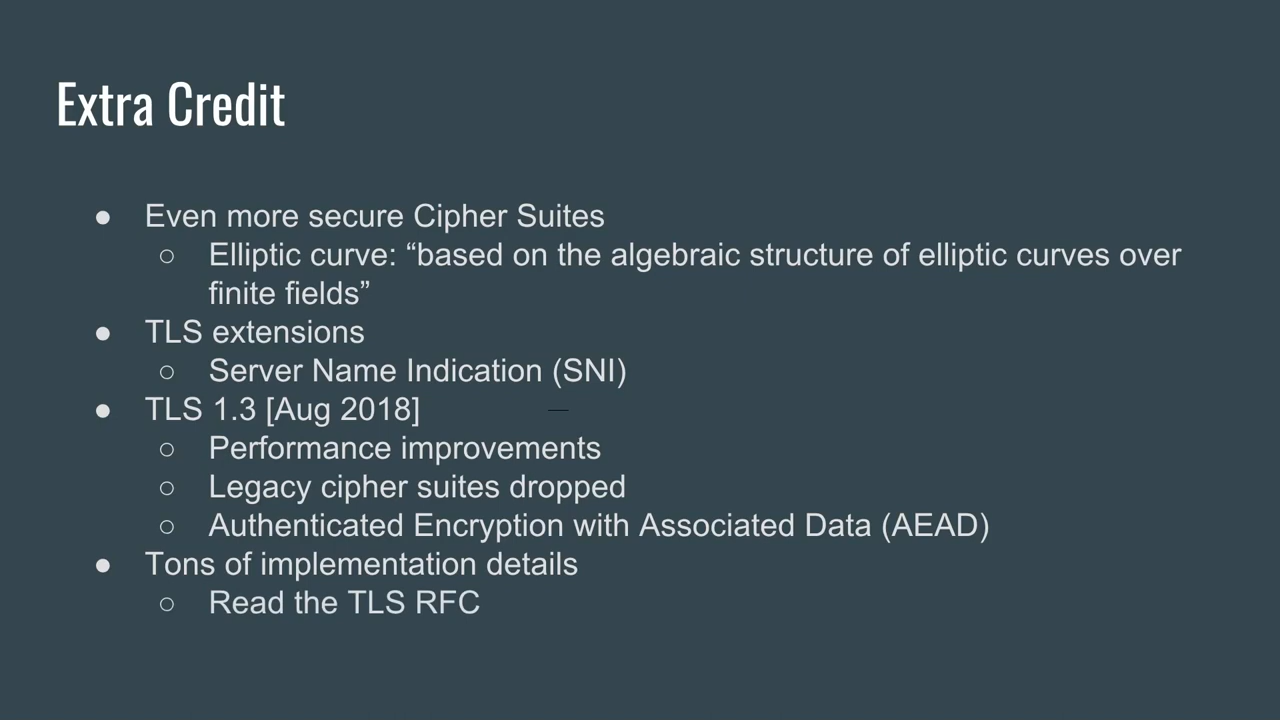 Extra Credit
● Even more secure Cipher Suites
○ Elliptic curve: “based on the algebraic structure of elliptic curves over
finite fields”
● TLS extensions
○ Server Name Indication (SNI)
● TLS 1.3 [Aug 2018]
○ Performance improvements
○ Legacy cipher suites dropped
○ Authenticated Encryption with Associated Data (AEAD)
● Tons of implementation details
○ Read the TLS RFC